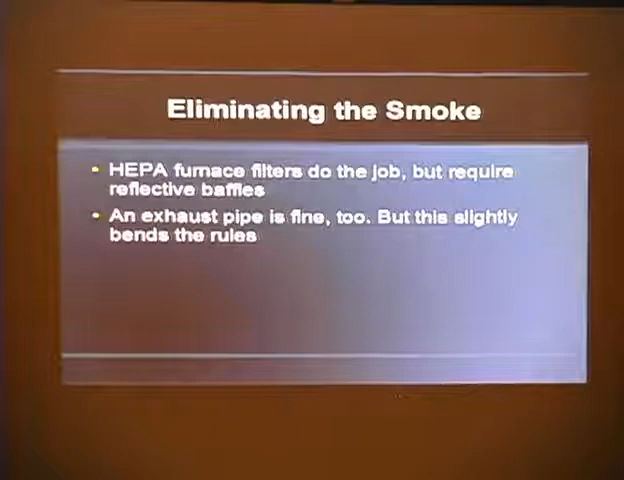 Eliminating the Smoke
• HEPA furnace filters do the job, but require
reflective baffles
• An exhaust pipe is fine, too. But this slightly
bends the rules